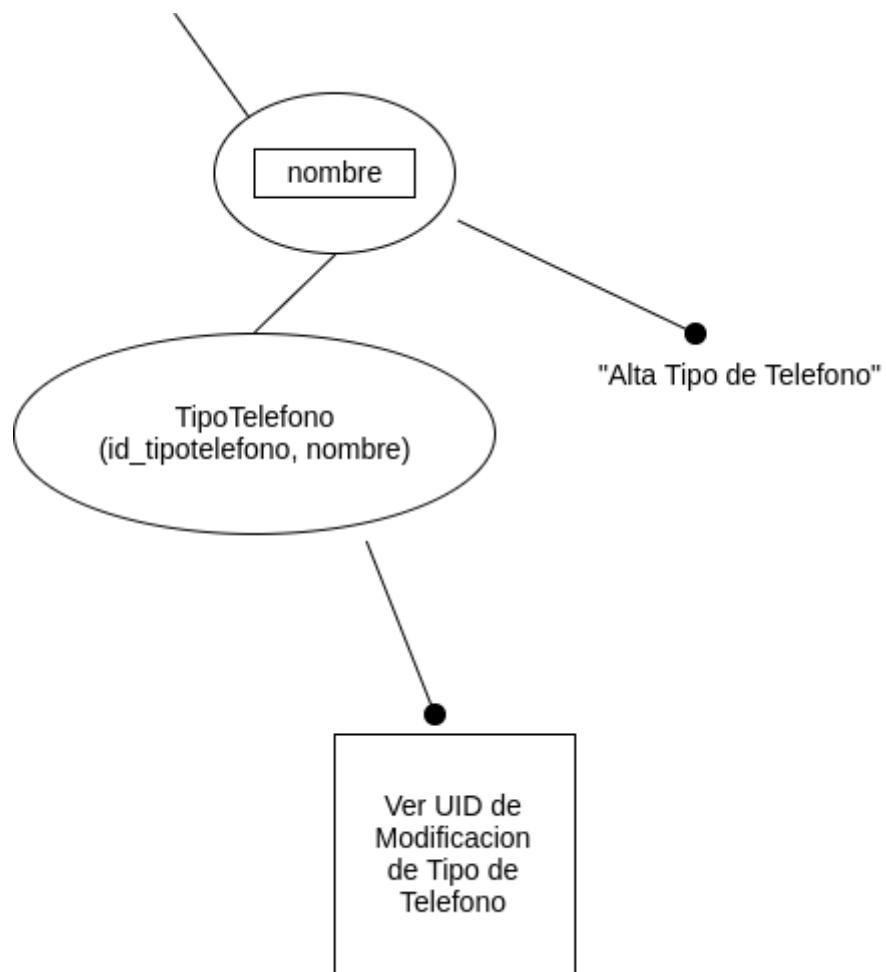 nombre
"Alta Tipo de Telefono"
TipoTelefono
(id_tipotelefono, nombre)
Ver UID de
Modificacion
de Tipo de
Telefono